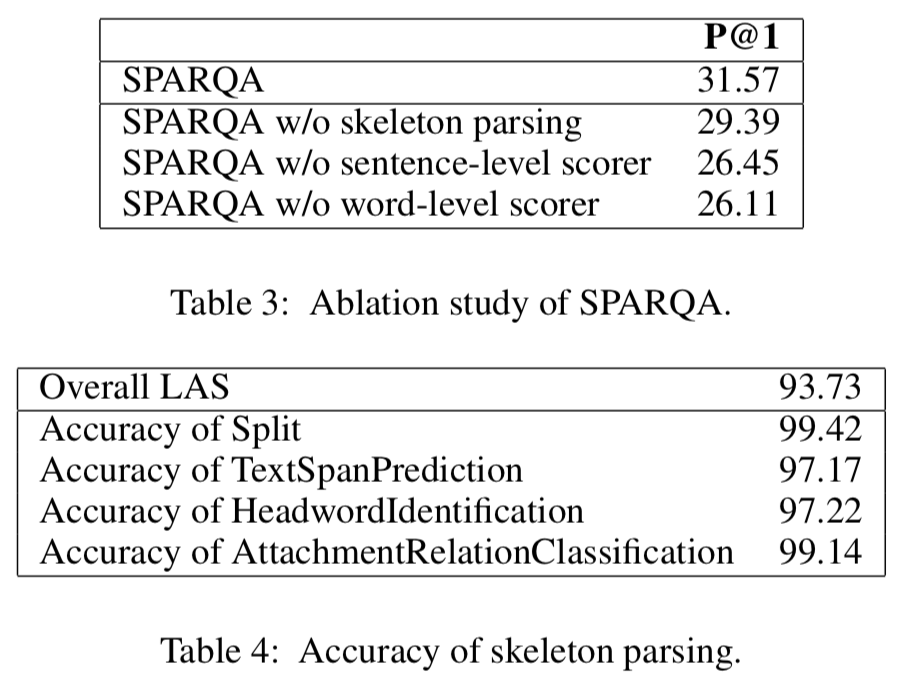 P@1
SPARQA 31.57
SPARQA w/o skeleton parsing 29.39
SPARQA w/o sentence-level scorer 26.45
SPARQA w/o word-level scorer 26.11
Table 3: Ablation study of SPARQA.
Overall LAS 93.73
Accuracy of Split 99.42
Accuracy of TextSpanPrediction 97.17
Accuracy of HeadwordIdentification 97.22
Accuracy of AttachmentRelationClassification 99.14
Table 4: Accuracy of skeleton parsing.